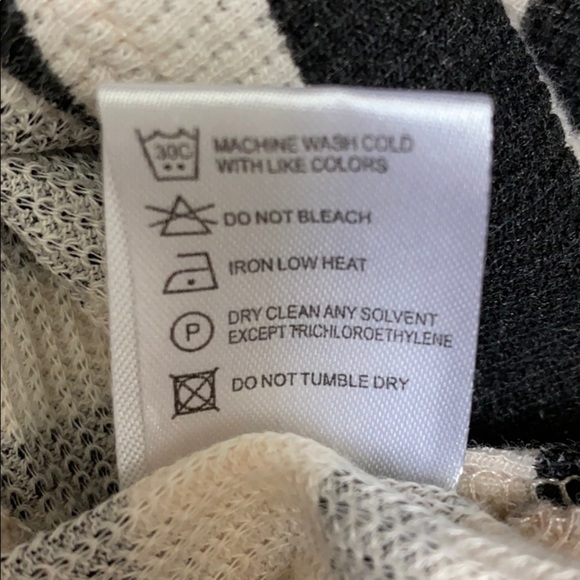 30C MACHINE WASH COLD
WITH LIKE COLORS
DO NOT BLEACH
IRON LOW HEAT
P DRY CLEAN ANY SOLVENT
EXCEPT TRICHLOROETHYLENE
DO NOT TUMBLE DRY